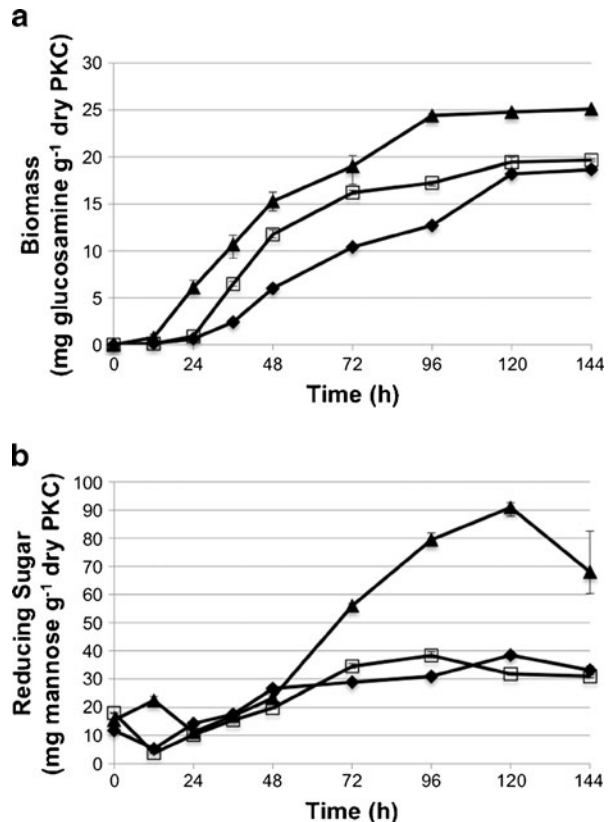 a
30
25
20
15
10
5
0
Biomass
(mg glucosamine g⁻¹ dry PKC)
0 24 48 72 96 120 144
Time (h)
b
100
90
80
70
60
50
40
30
20
10
0
Reducing Sugar
(mg mannose g⁻¹ dry PKC)
0 24 48 72 96 120 144
Time (h)